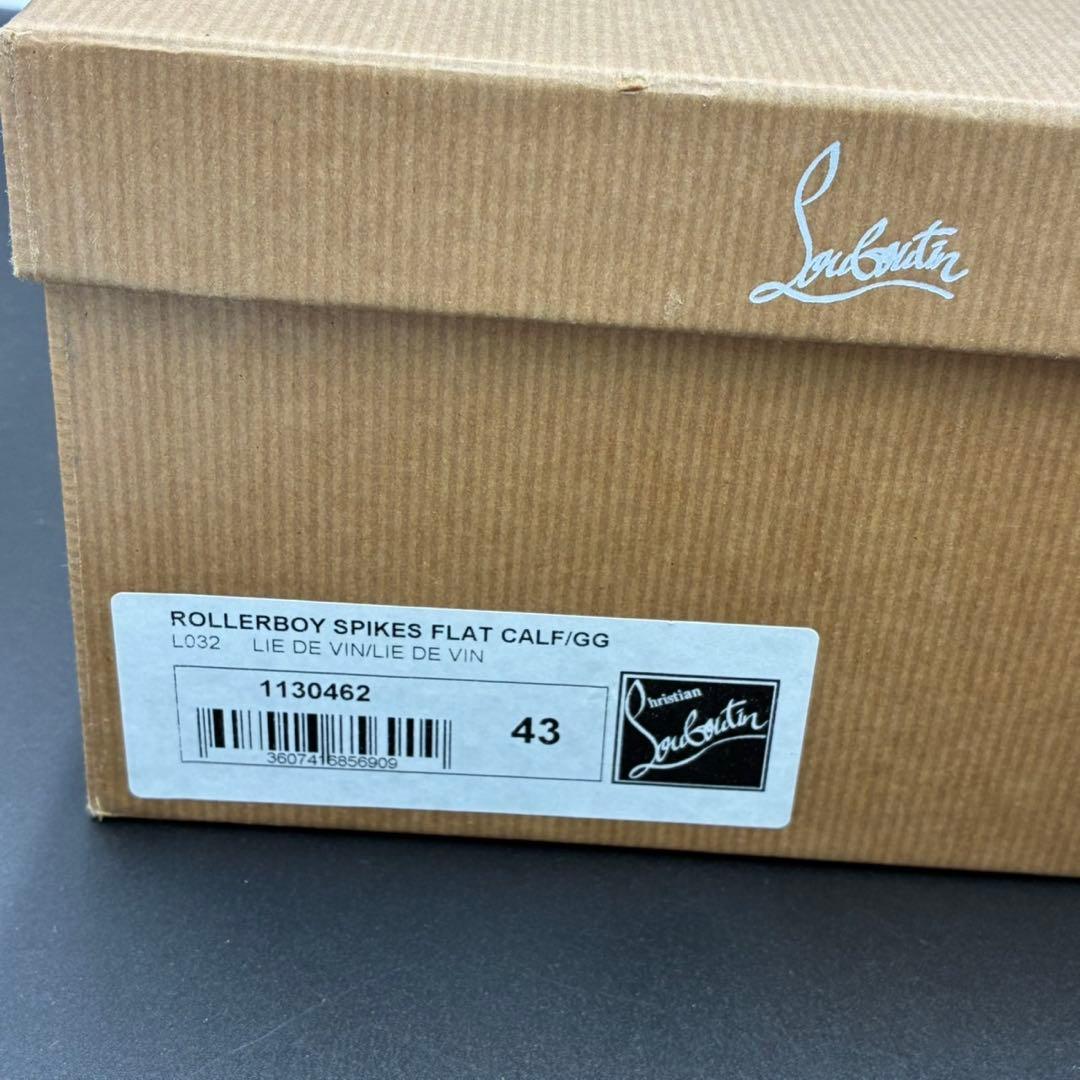 Louboutin
ROLLERBOY SPIKES FLAT CALF/GG
L032 LIE DE VIN/LIE DE VIN
1130462
3607416856909
43
Christian
Louboutin